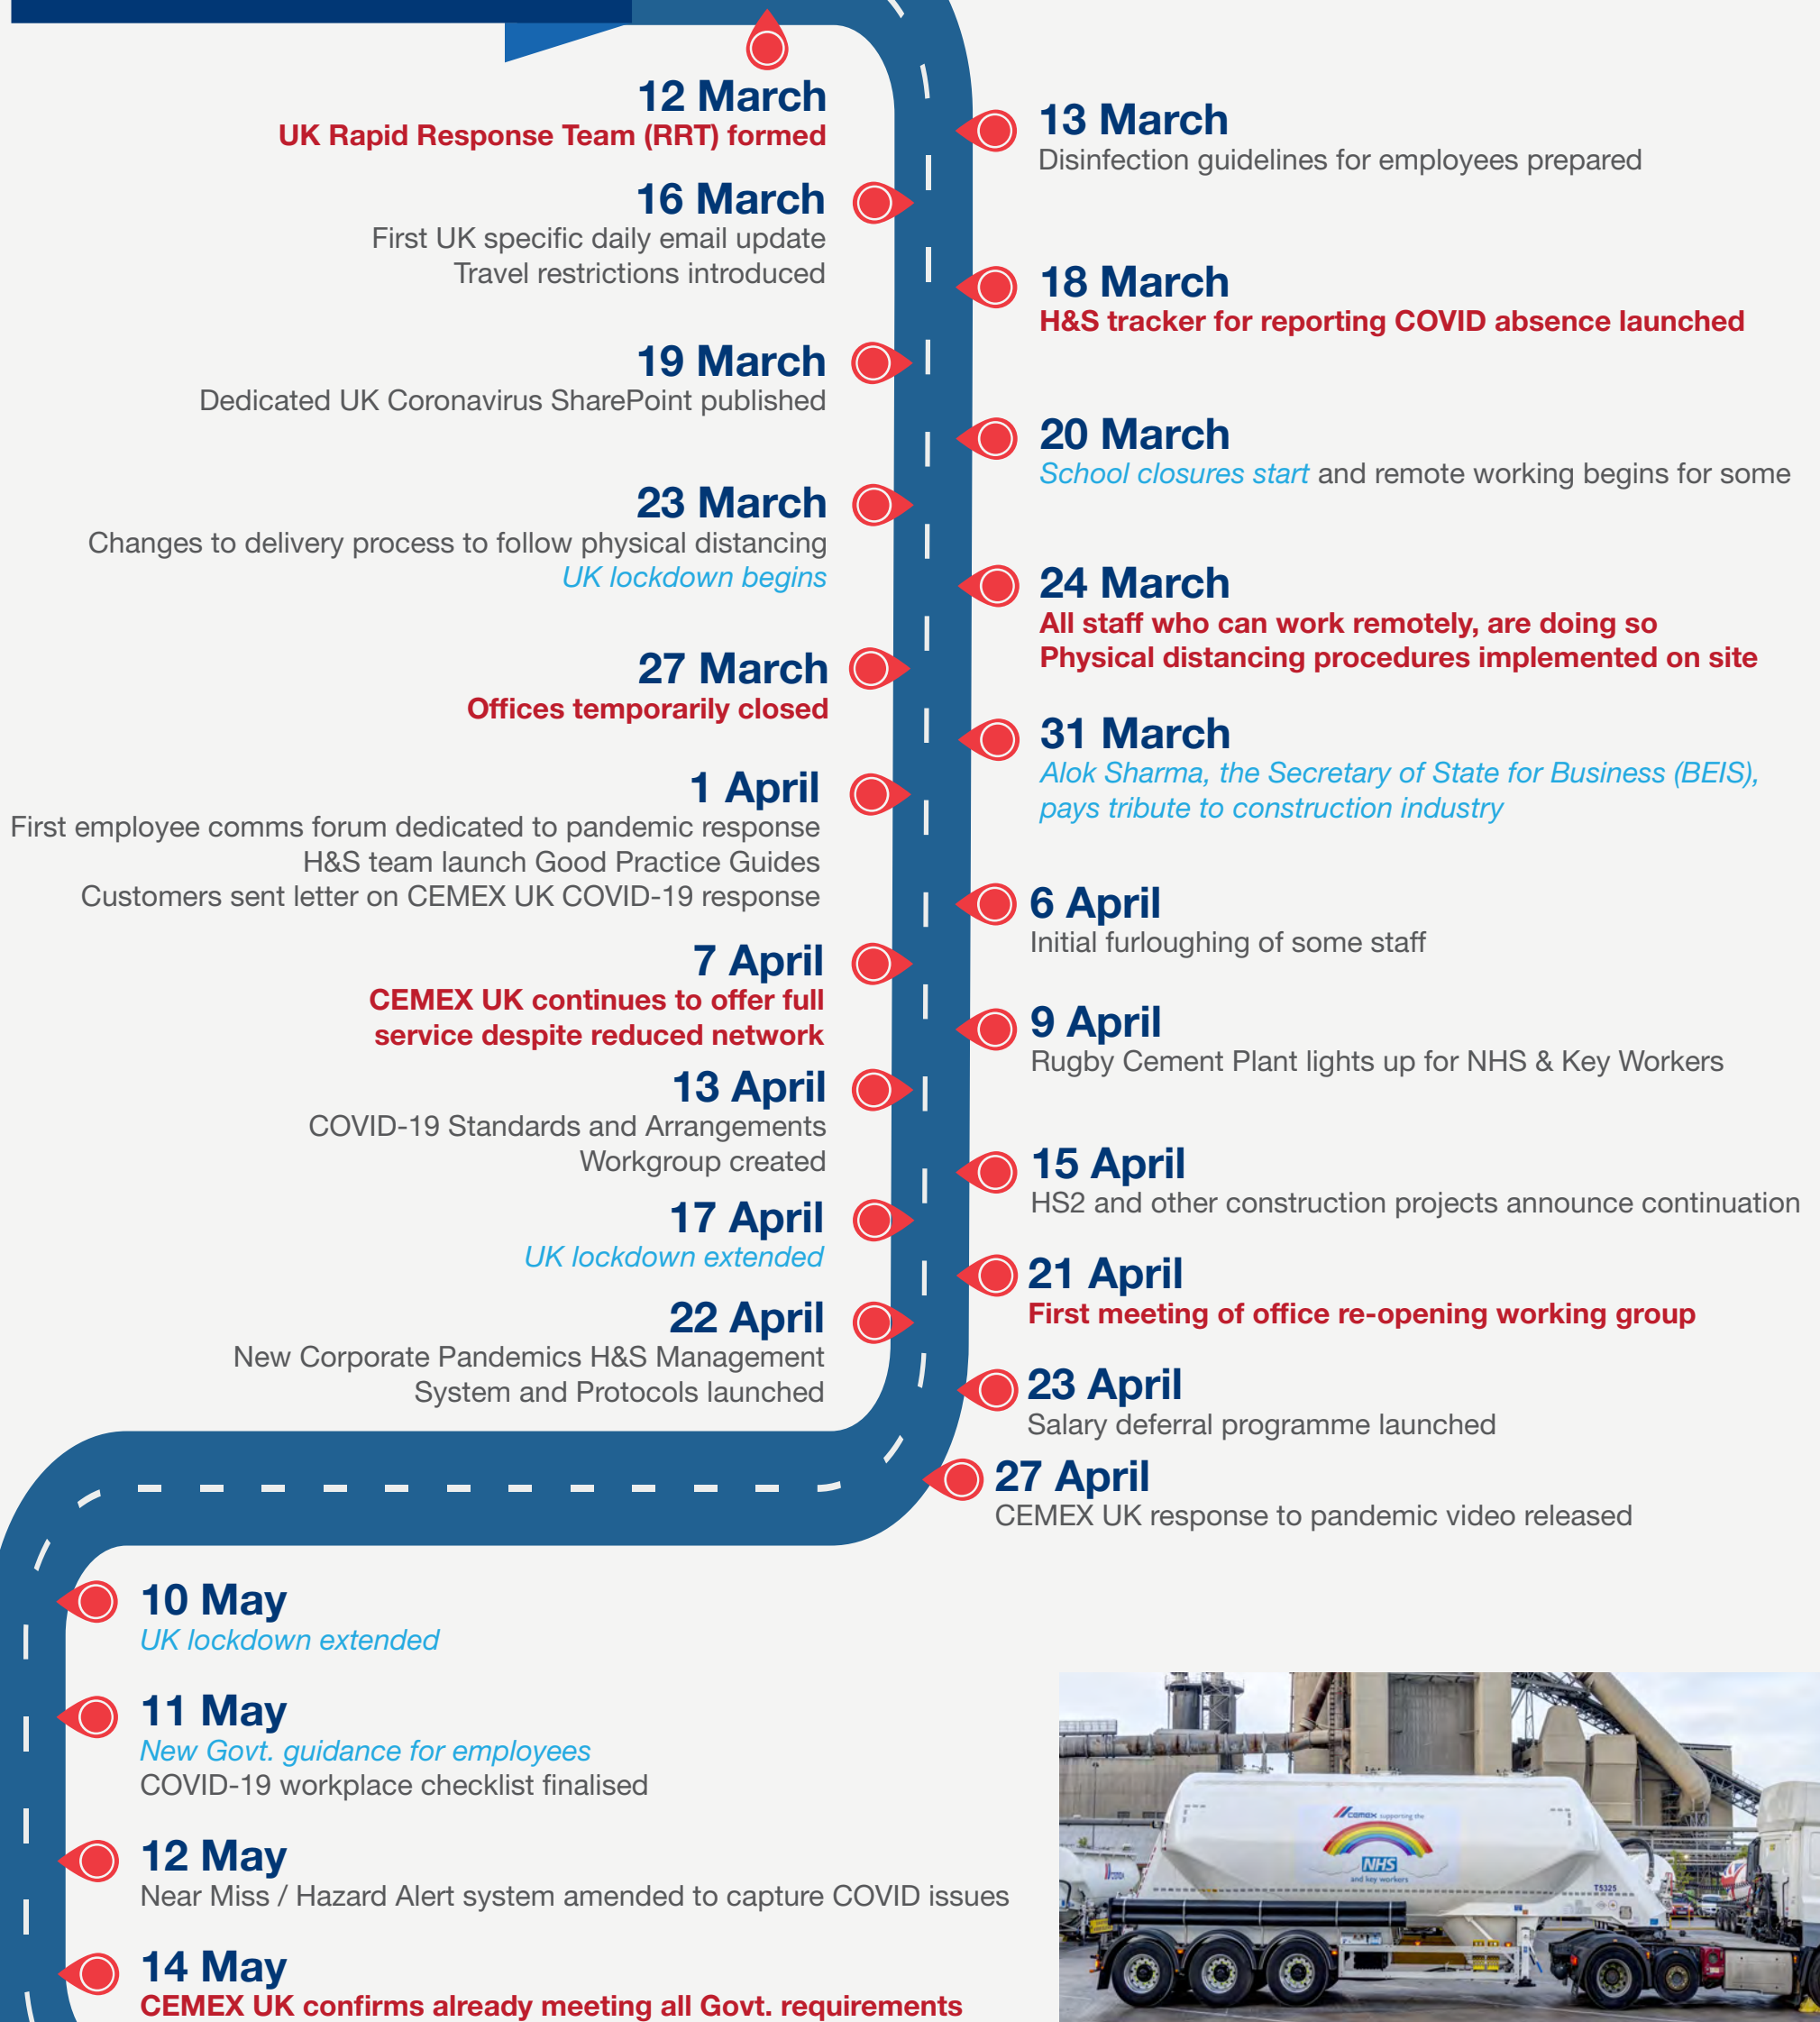 12 March
UK Rapid Response Team (RRT) formed
13 March
Disinfection guidelines for employees prepared
16 March
First UK specific daily email update
Travel restrictions introduced
18 March
H&S tracker for reporting COVID absence launched
19 March
Dedicated UK Coronavirus SharePoint published
20 March
School closures start and remote working begins for some
23 March
Changes to delivery process to follow physical distancing
UK lockdown begins
24 March
All staff who can work remotely, are doing so
Physical distancing procedures implemented on site
27 March
Offices temporarily closed
31 March
Alok Sharma, the Secretary of State for Business (BEIS),
pays tribute to construction industry
1 April
First employee comms forum dedicated to pandemic response
H&S team launch Good Practice Guides
Customers sent letter on CEMEX UK COVID-19 response
6 April
Initial furloughing of some staff
7 April
CEMEX UK continues to offer full
service despite reduced network
9 April
Rugby Cement Plant lights up for NHS & Key Workers
13 April
COVID-19 Standards and Arrangements
Workgroup created
15 April
HS2 and other construction projects announce continuation
17 April
UK lockdown extended
21 April
First meeting of office re-opening working group
22 April
New Corporate Pandemics H&S Management
System and Protocols launched
23 April
Salary deferral programme launched
27 April
CEMEX UK response to pandemic video released
10 May
UK lockdown extended
11 May
New Govt. guidance for employees
COVID-19 workplace checklist finalised
12 May
Near Miss / Hazard Alert system amended to capture COVID issues
14 May
CEMEX UK confirms already meeting all Govt. requirements
cemex supporting the
NHS
and key workers
T5325